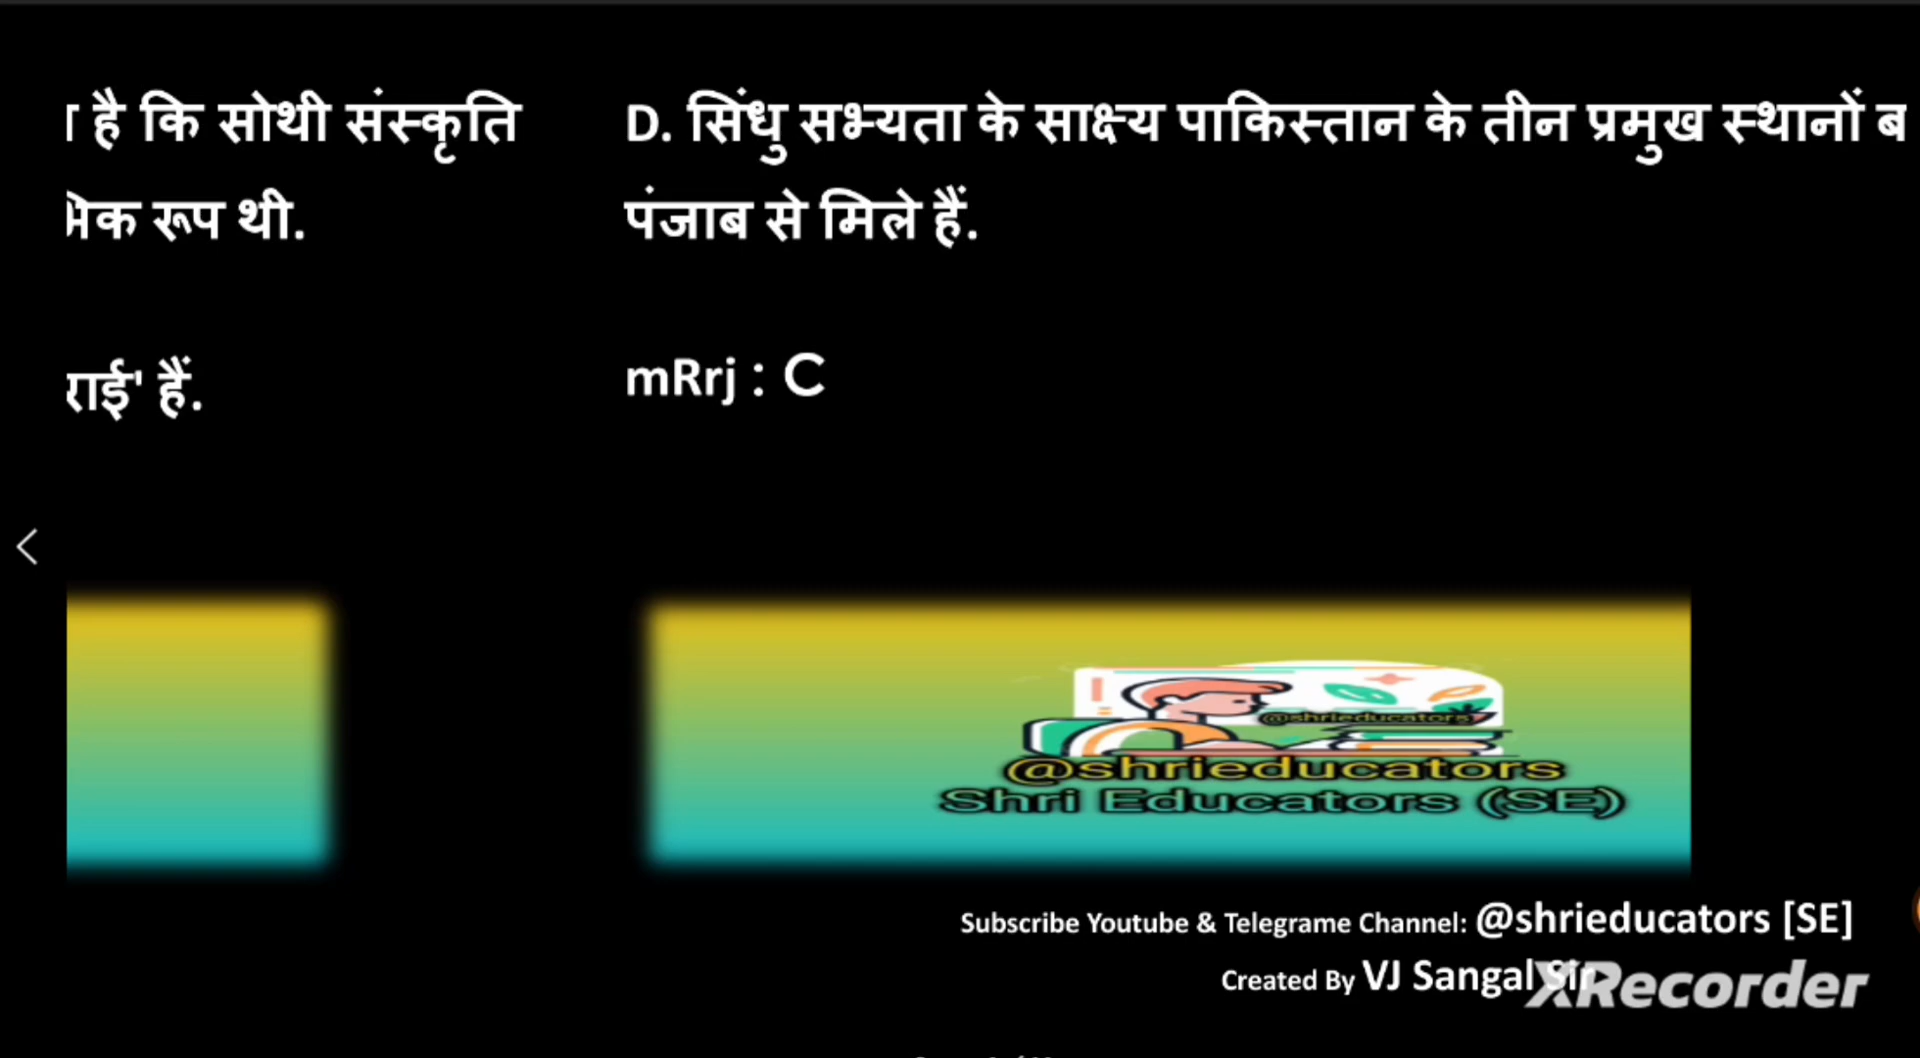 है कि सोथी संस्कृति
रूप थी.
राई' हैं.
D. सिंधु सभ्यता के साक्ष्य पाकिस्तान के तीन प्रमुख स्थानों
पंजाब से मिले हैं.
mRrj : C
@shrieducators
@shrieducators
Shri Educators (SE)
Subscribe Youtube & Telegrame Channel: @shrieducators [SE]
Created By VJ Sangal Sir
XRecorder